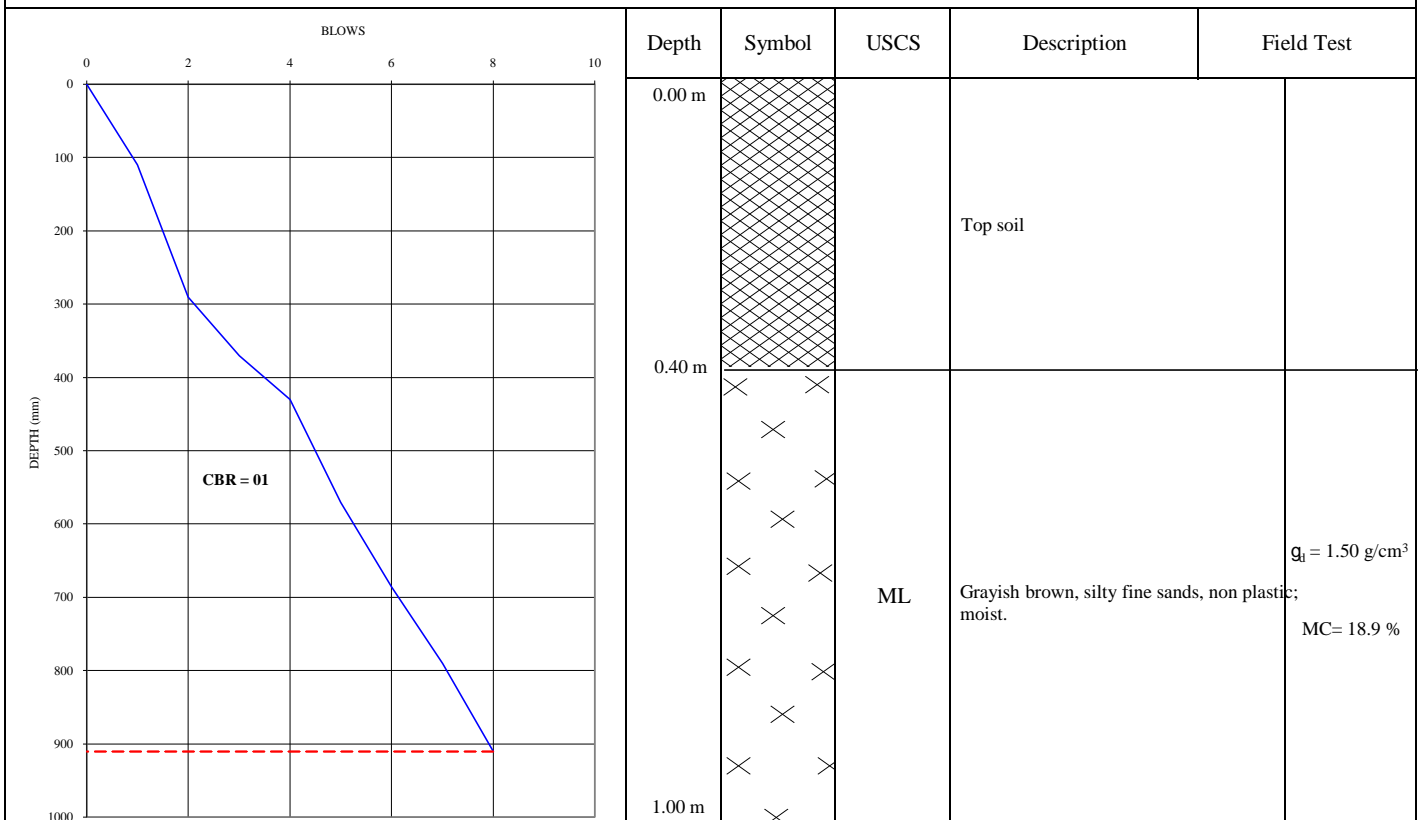 BLOWS
0 2 4 6 8 10
0
100
200
300
400
500
600
700
800
900
1000
DEPTH (mm)
CBR = 01
Depth Symbol USCS Description Field Test
0.00 m
Top soil
0.40 m
ML
Grayish brown, silty fine sands, non plastic;
moist.
gd = 1.50 g/cm³
MC= 18.9 %
1.00 m